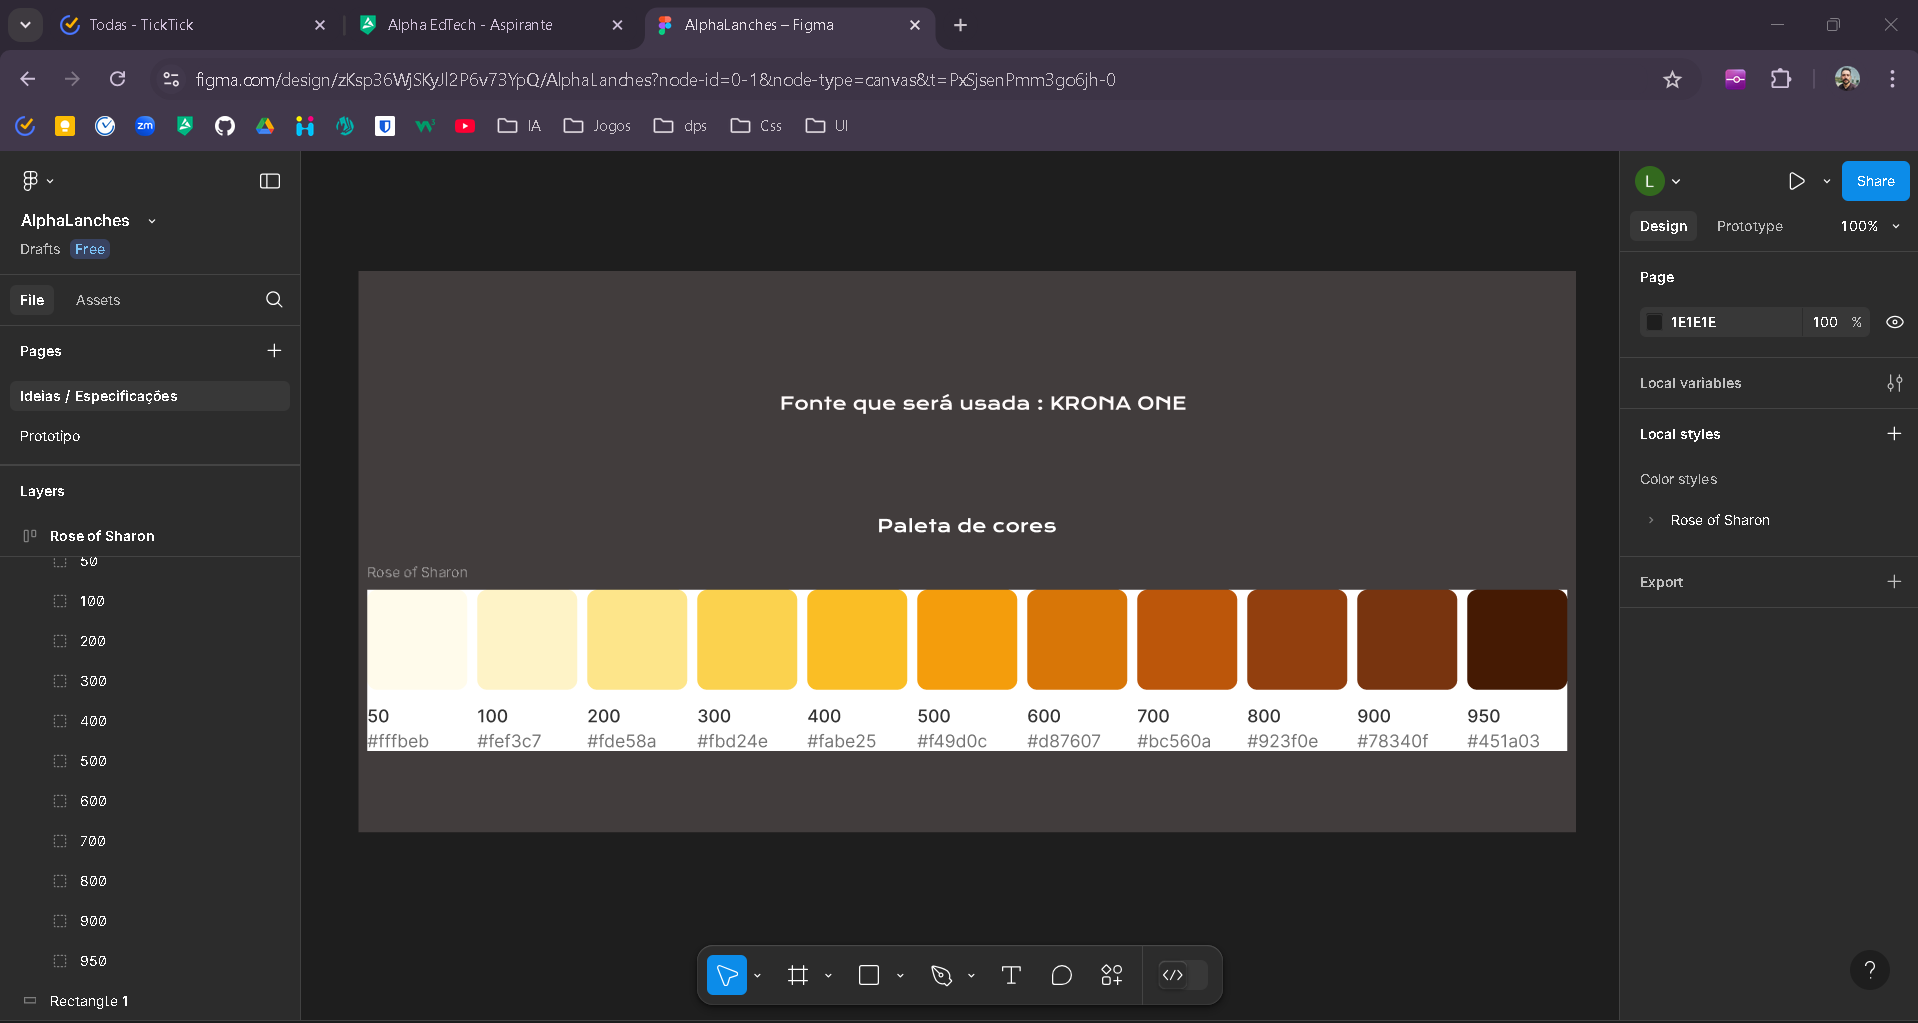 Todas - TickTick
Alpha EdTech - Aspirante
AlphaLanches – Figma
figma.com/design/zKsp36WjSKyJl2P6v73YpQ/AlphaLanches?node-id=0-1&node-type=canvas&t=PxSjsenPmm3go6jh-0
zm
IA
Jogos
dps
Css
UI
AlphaLanches
Drafts Free
File Assets
Pages
Ideias / Especificações
Prototipo
Layers
Rose of Sharon
50
100
200
300
400
500
600
700
800
900
950
Rectangle 1
Fonte que será usada : KRONA ONE
Paleta de cores
Rose of Sharon
50 100 200 300 400 500 600 700 800 900 950
#fffbeb #fef3c7 #fde58a #fbd24e #fabe25 #f49d0c #d87607 #bc560a #923f0e #78340f #451a03
L
Share
Design Prototype 100%
Page
1E1E1E 100 %
Local variables
Local styles
Color styles
Rose of Sharon
Export
?